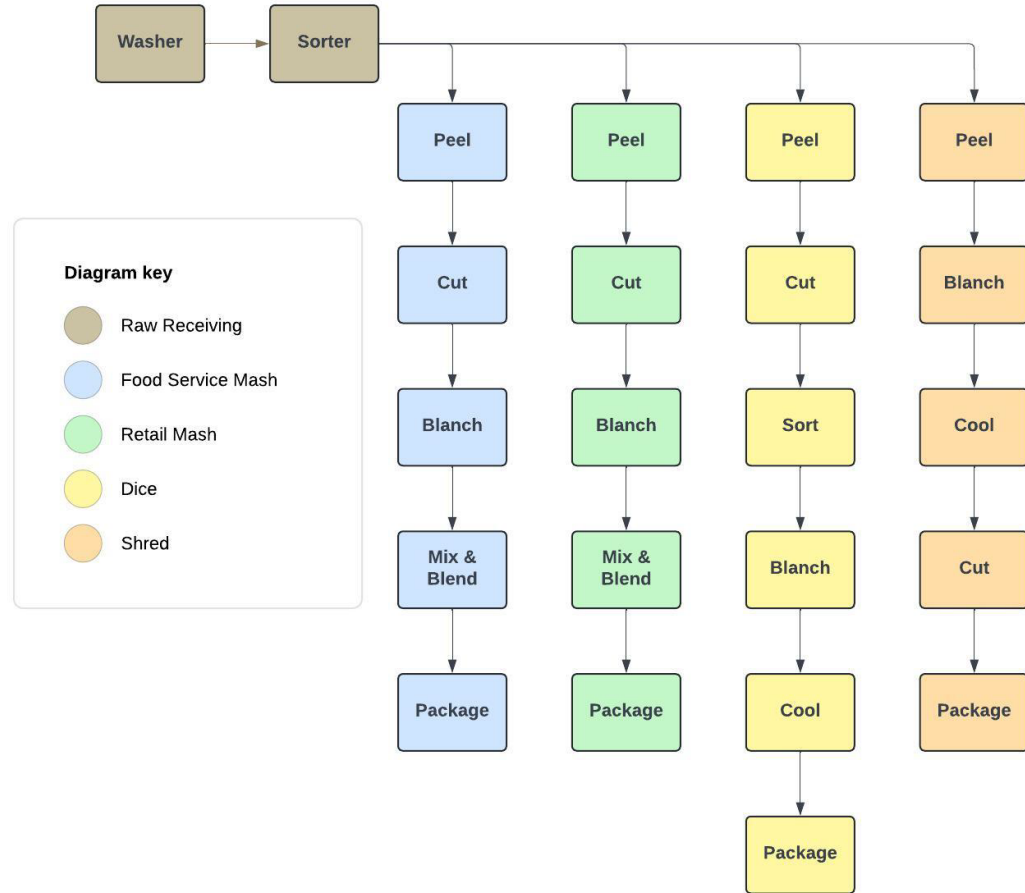 Washer
Sorter
Peel
Peel
Peel
Peel
Cut
Cut
Cut
Blanch
Blanch
Blanch
Sort
Cool
Mix &
Blend
Mix &
Blend
Blanch
Cut
Package
Package
Cool
Package
Package
Diagram key
Raw Receiving
Food Service Mash
Retail Mash
Dice
Shred